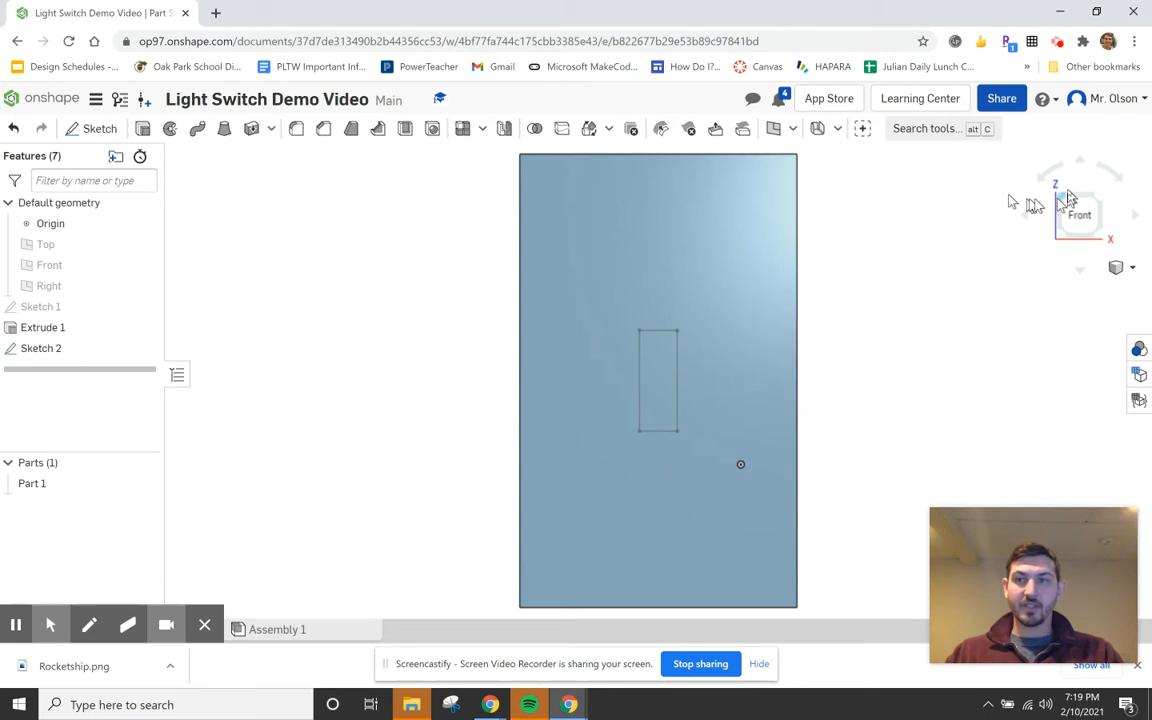 Light Switch Demo Video | Part S
op97.onshape.com/documents/37d7de313490b2b44356cc53/w/4bf77fa744c175cbb3385e43/e/b822677b29e53b89c97841bd
Design Schedules -...
Oak Park School Di...
PLTW Important Inf...
PowerTeacher
Gmail
Microsoft MakeCod...
How Do I?...
Canvas
HAPARA
Julian Daily Lunch C...
»
Other bookmarks
onshape
Light Switch Demo Video Main
4
App Store
Learning Center
Share
Mr. Olson
Sketch
Search tools... alt C
Features (7)
Filter by name or type
Default geometry
Origin
Top
Front
Right
Sketch 1
Extrude 1
Sketch 2
Parts (1)
Part 1
Z
Front
X
Assembly 1
Rocketship.png
Screencastify - Screen Video Recorder is sharing your screen.
Stop sharing
Hide
Show all
Type here to search
7:19 PM
2/10/2021
3